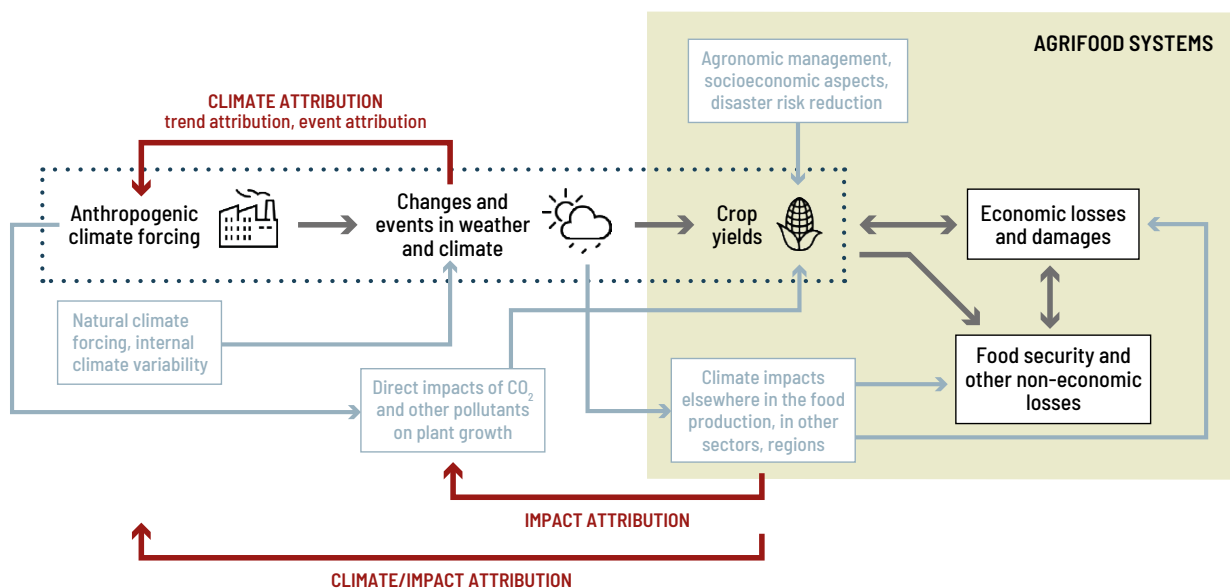 AGRIFOOD SYSTEMS
Agronomic management,
socioeconomic aspects,
disaster risk reduction
CLIMATE ATTRIBUTION
trend attribution, event attribution
Anthropogenic
climate forcing
Changes and
events in weather
and climate
Crop
yields
Economic losses
and damages
Natural climate
forcing, internal
climate variability
Direct impacts of CO₂
and other pollutants
on plant growth
Climate impacts
elsewhere in the food
production, in other
sectors, regions
Food security and
other non-economic
losses
IMPACT ATTRIBUTION
CLIMATE/IMPACT ATTRIBUTION